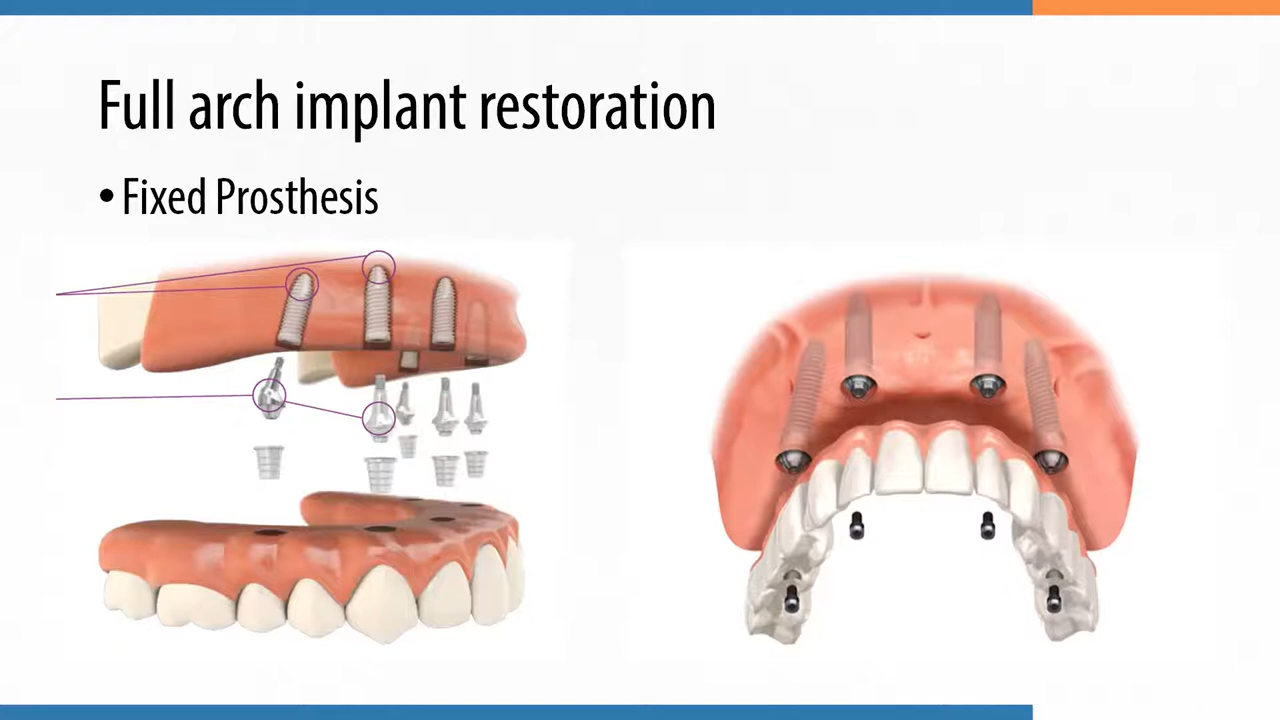 Full arch implant restoration
• Fixed Prosthesis